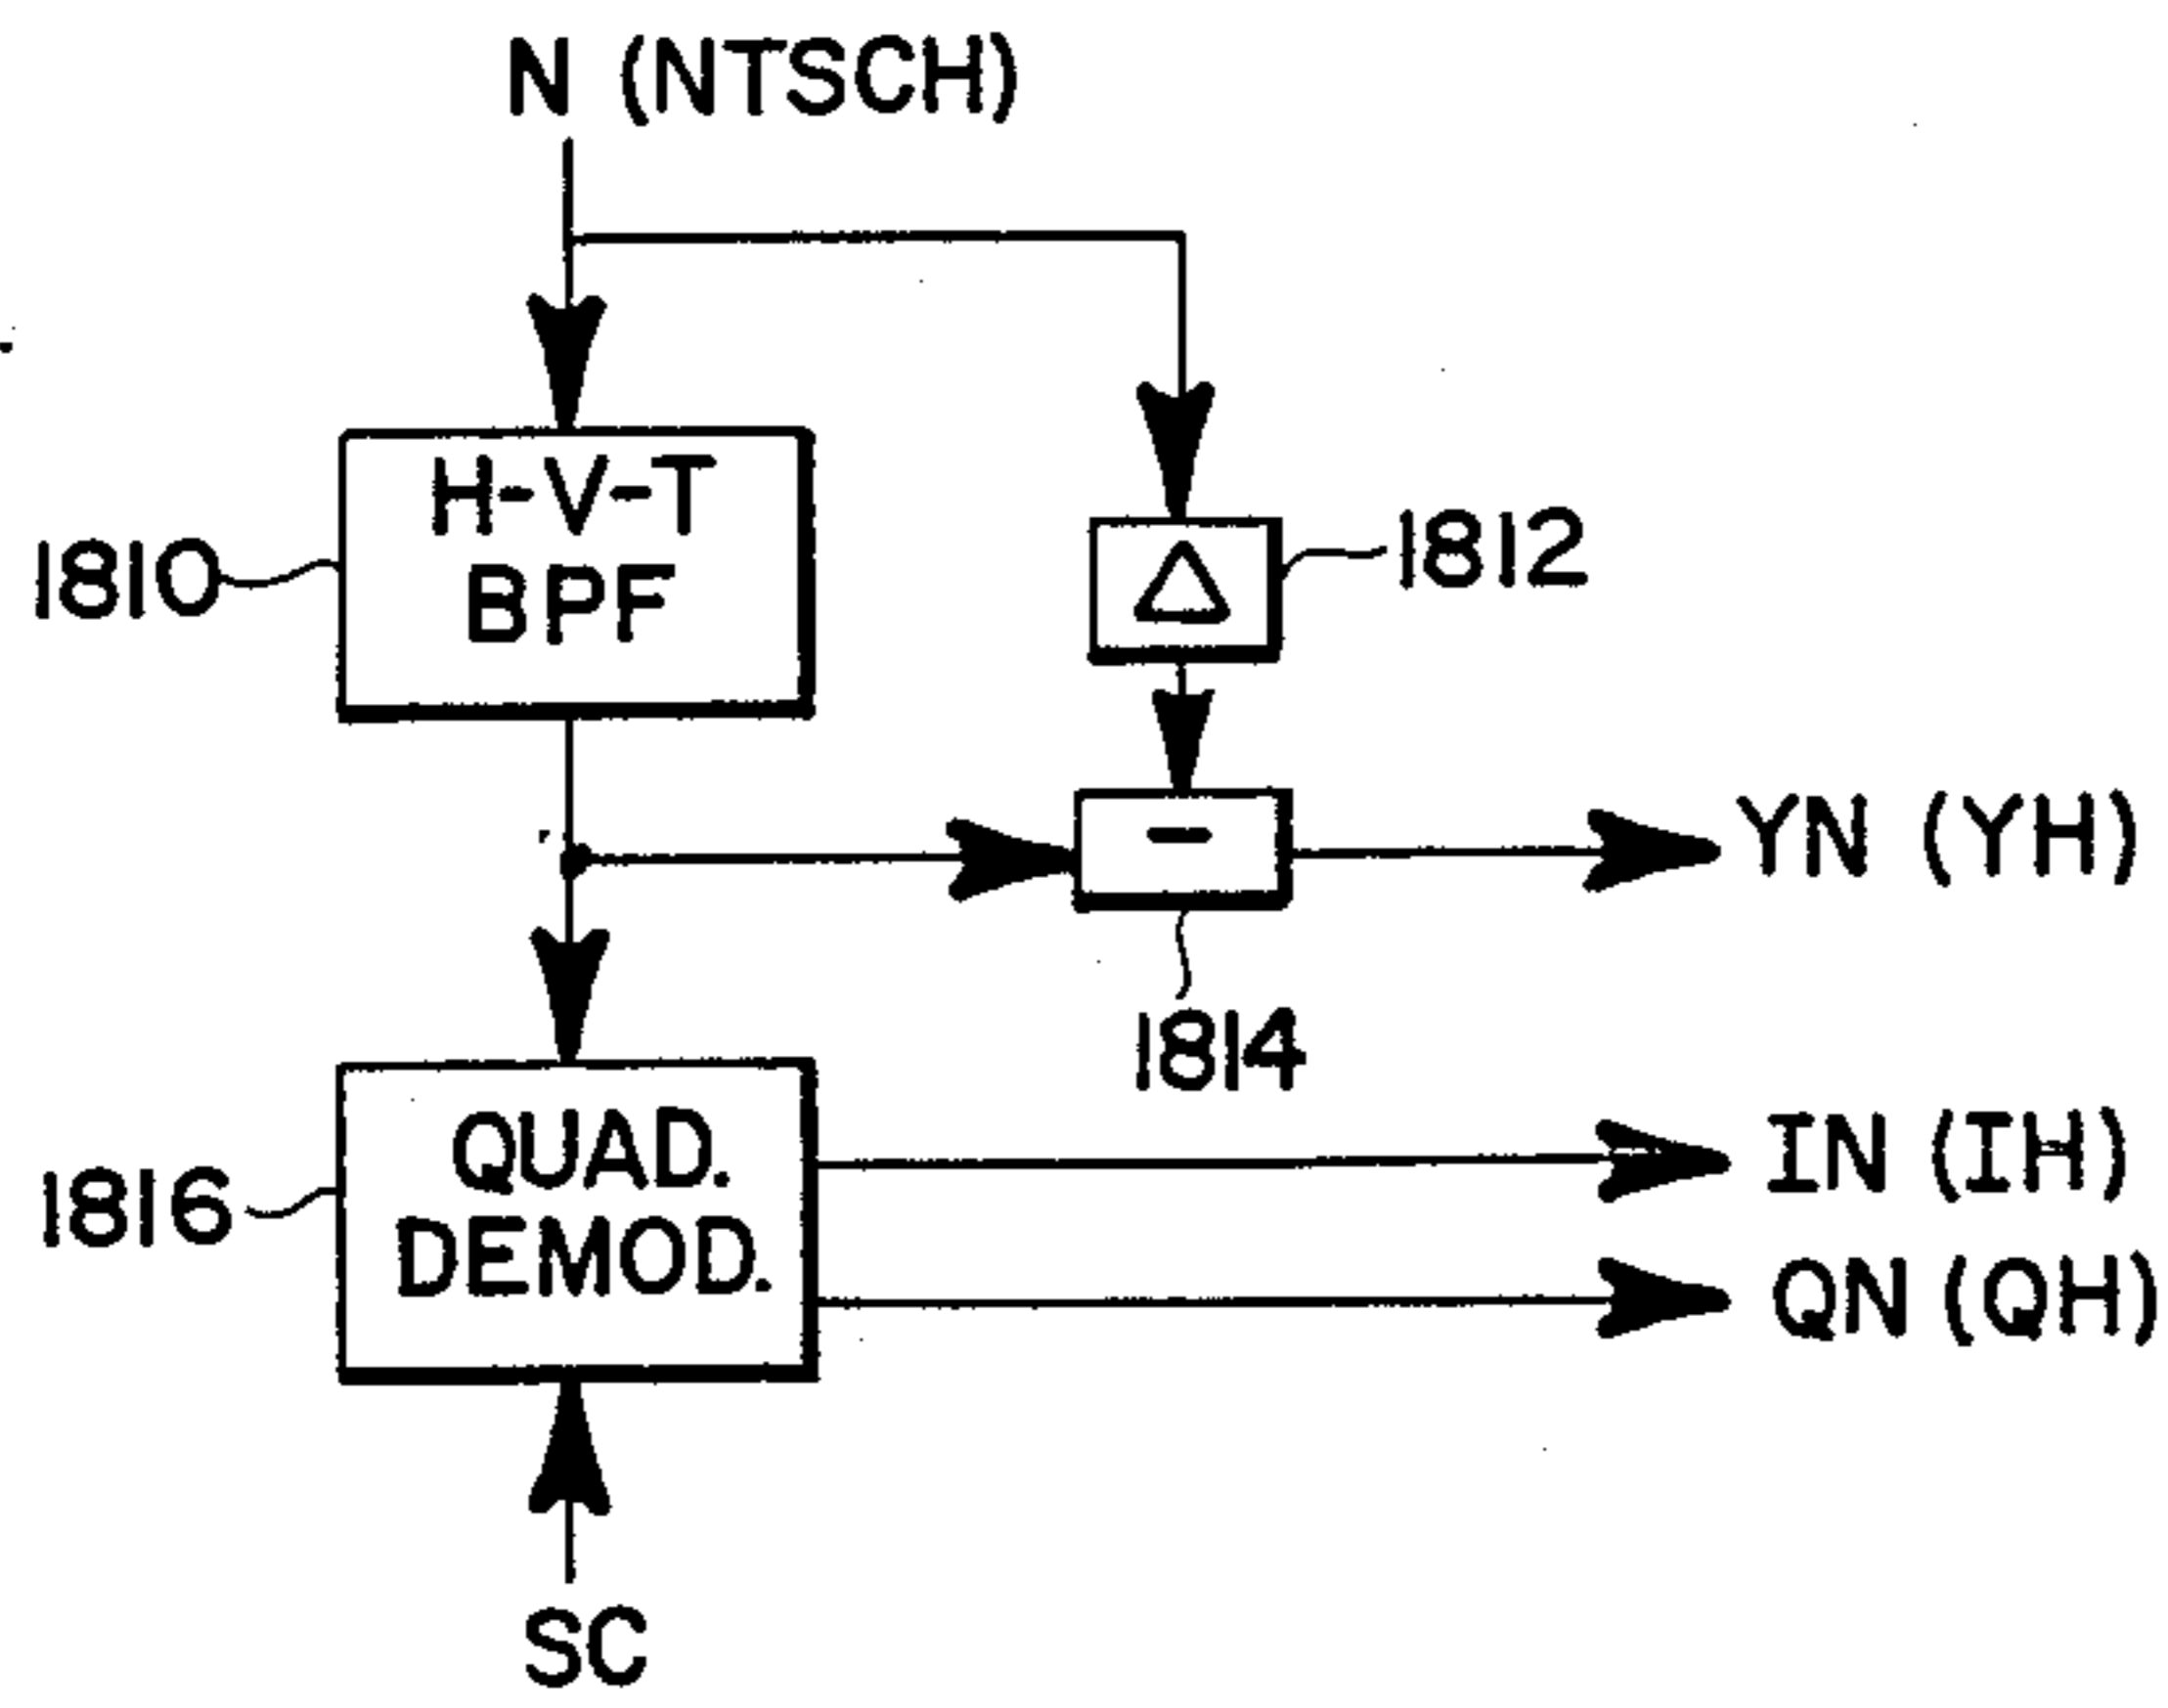 N (NTSCH)
H-V-T
BPF
1810
△
1812
-
YN (YH)
1814
QUAD.
DEMOD.
1816
IN (IH)
QN (QH)
SC